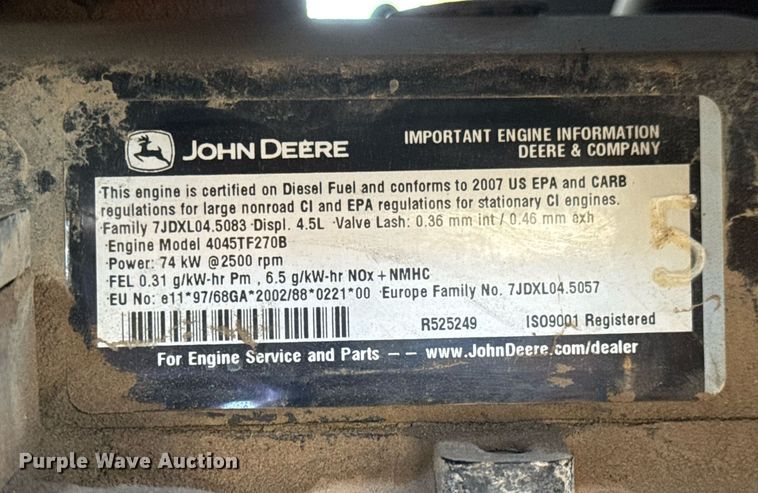 JOHN DEERE
IMPORTANT ENGINE INFORMATION
DEERE & COMPANY
This engine is certified on Diesel Fuel and conforms to 2007 US EPA and CARB
regulations for large nonroad CI and EPA regulations for stationary CI engines.
Family 7JDXL04.5083 Displ. 4.5L Valve Lash: 0.36 mm int / 0.46 mm exh
Engine Model 4045TF270B
Power: 74 kW @2500 rpm
FEL 0.31 g/kW-hr Pm , 6.5 g/kW-hr NOx + NMHC
EU No: e11*97/68GA*2002/88*0221*00 Europe Family No. 7JDXL04.5057
R525249 ISO9001 Registered
For Engine Service and Parts – – www.JohnDeere.com/dealer
5
Purple Wave Auction